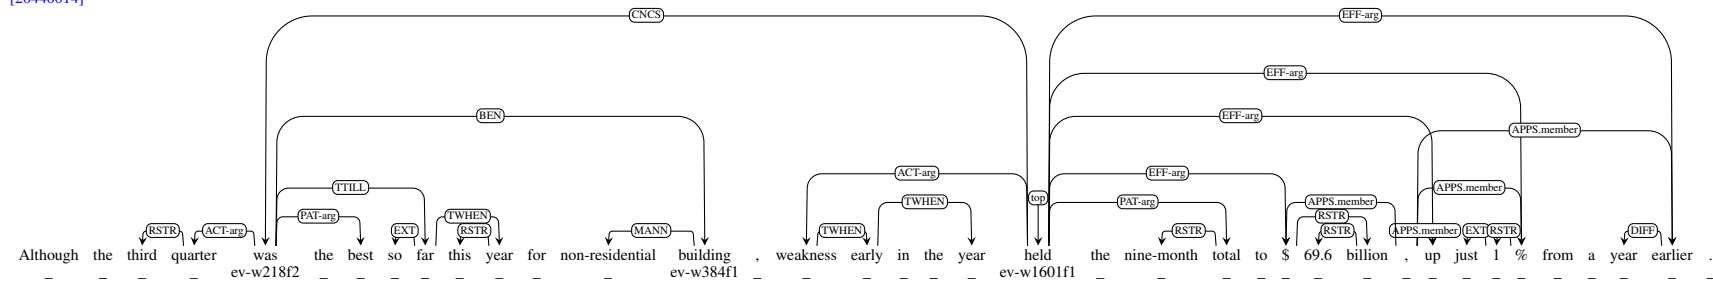 [20440014]
CNCS EFF-arg
EFF-arg
BEN EFF-arg
APPS.member
ACT-arg EFF-arg
TTILL APPS.member
top
TWHEN PAT-arg APPS.member
PAT-arg TWHEN RSTR
RSTR ACT-arg EXT RSTR MANN TWHEN RSTR RSTR APPS.member EXT RSTR DIFF
Although the third quarter was the best so far this year for non-residential building , weakness early in the year held the nine-month total to $ 69.6 billion , up just 1 % from a year earlier .
_ _ _ _ ev-w218f2 _ _ _ _ _ _ _ _ ev-w384f1 _ _ _ _ _ _ ev-w1601f1 _ _ _ _ _ _ _ _ _ _ _ _ _ _ _ _ _